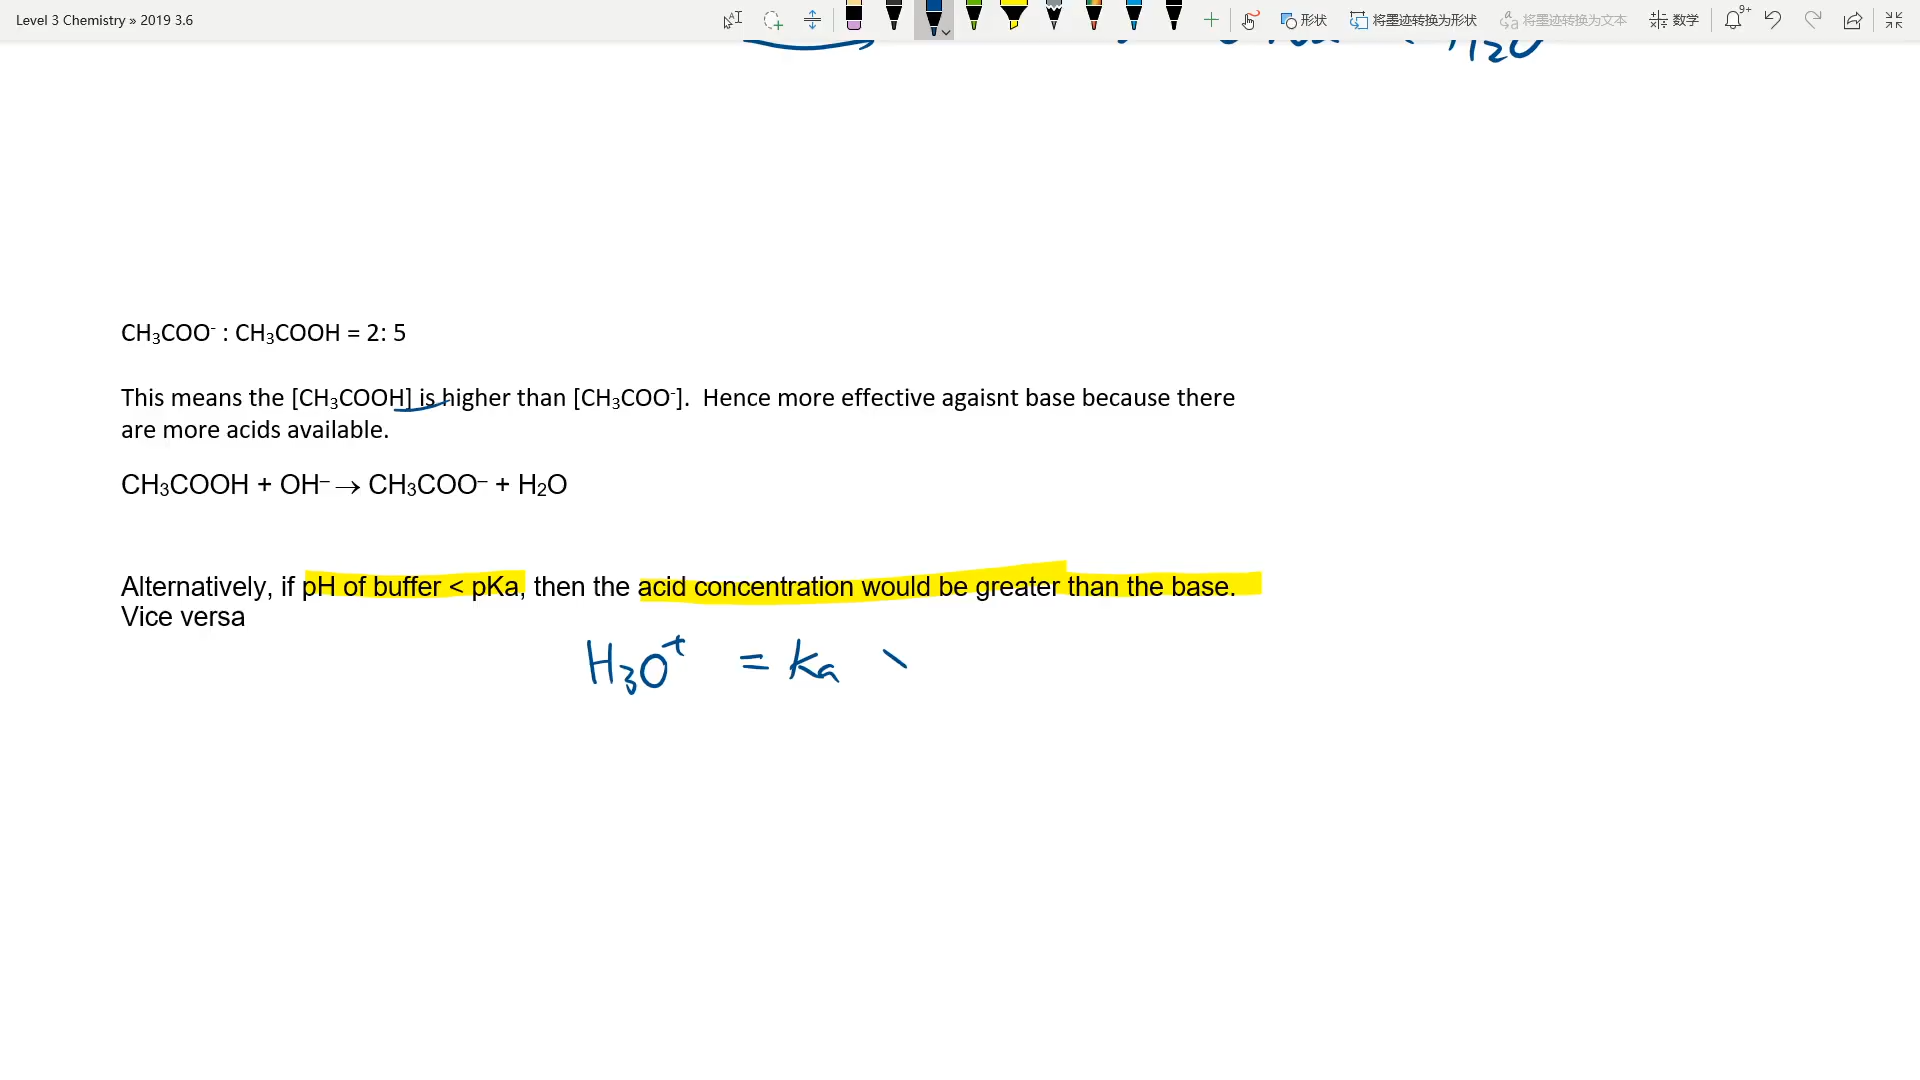 Level 3 Chemistry » 2019 3.6
形状 将墨迹转换为形状 将墨迹转换为文本 数学 9+
H₂O
CH₃COO⁻ : CH₃COOH = 2: 5
This means the [CH₃COOH] is higher than [CH₃COO⁻]. Hence more effective agaisnt base because there
are more acids available.
CH₃COOH + OH⁻ → CH₃COO⁻ + H₂O
Alternatively, if pH of buffer < pKa, then the acid concentration would be greater than the base.
Vice versa
H₃O⁺ = ka